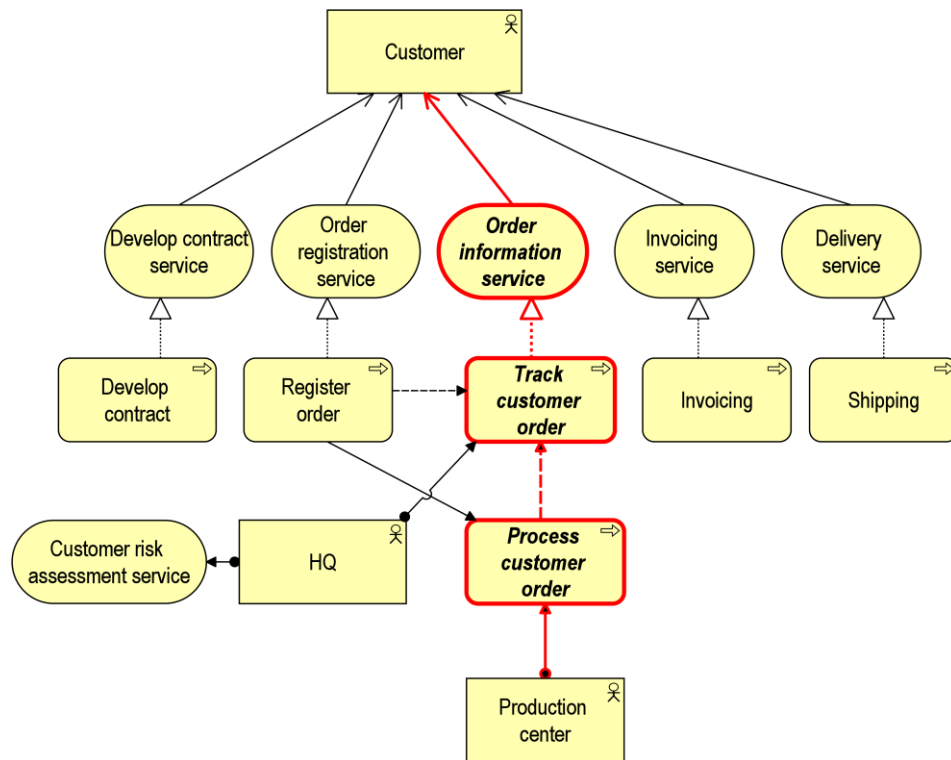 Customer
Develop contract
service
Order
registration
service
Order
information
service
Invoicing
service
Delivery
service
Develop
contract
Register
order
Track
customer
order
Invoicing
Shipping
Customer risk
assessment service
HQ
Process
customer
order
Production
center